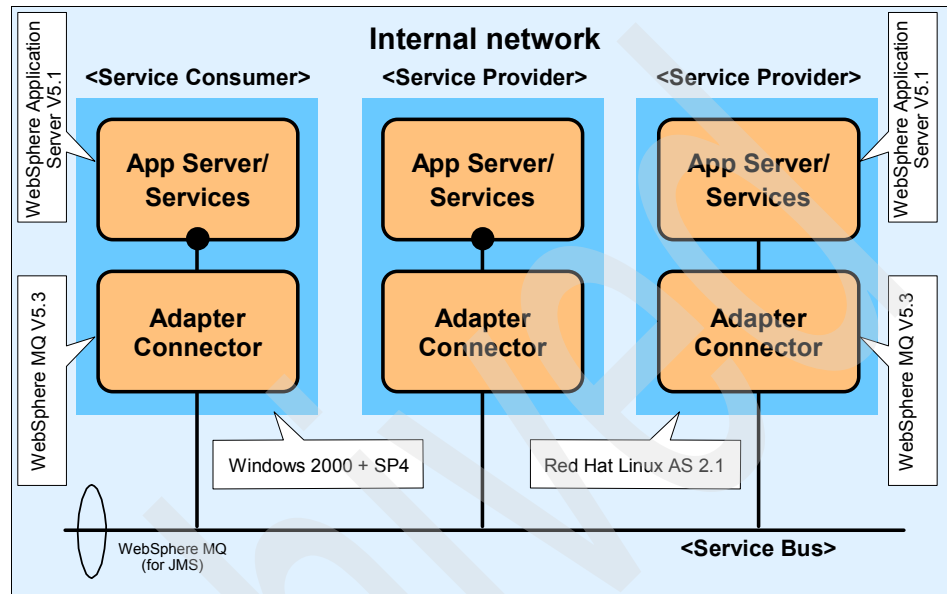 Internal network
<Service Consumer>
<Service Provider>
<Service Provider>
WebSphere Application
Server V5.1
App Server/
Services
App Server/
Services
App Server/
Services
WebSphere Application
Server V5.1
WebSphere MQ V5.3
Adapter
Connector
Adapter
Connector
Adapter
Connector
WebSphere MQ V5.3
Windows 2000 + SP4
Red Hat Linux AS 2.1
WebSphere MQ
(for JMS)
<Service Bus>